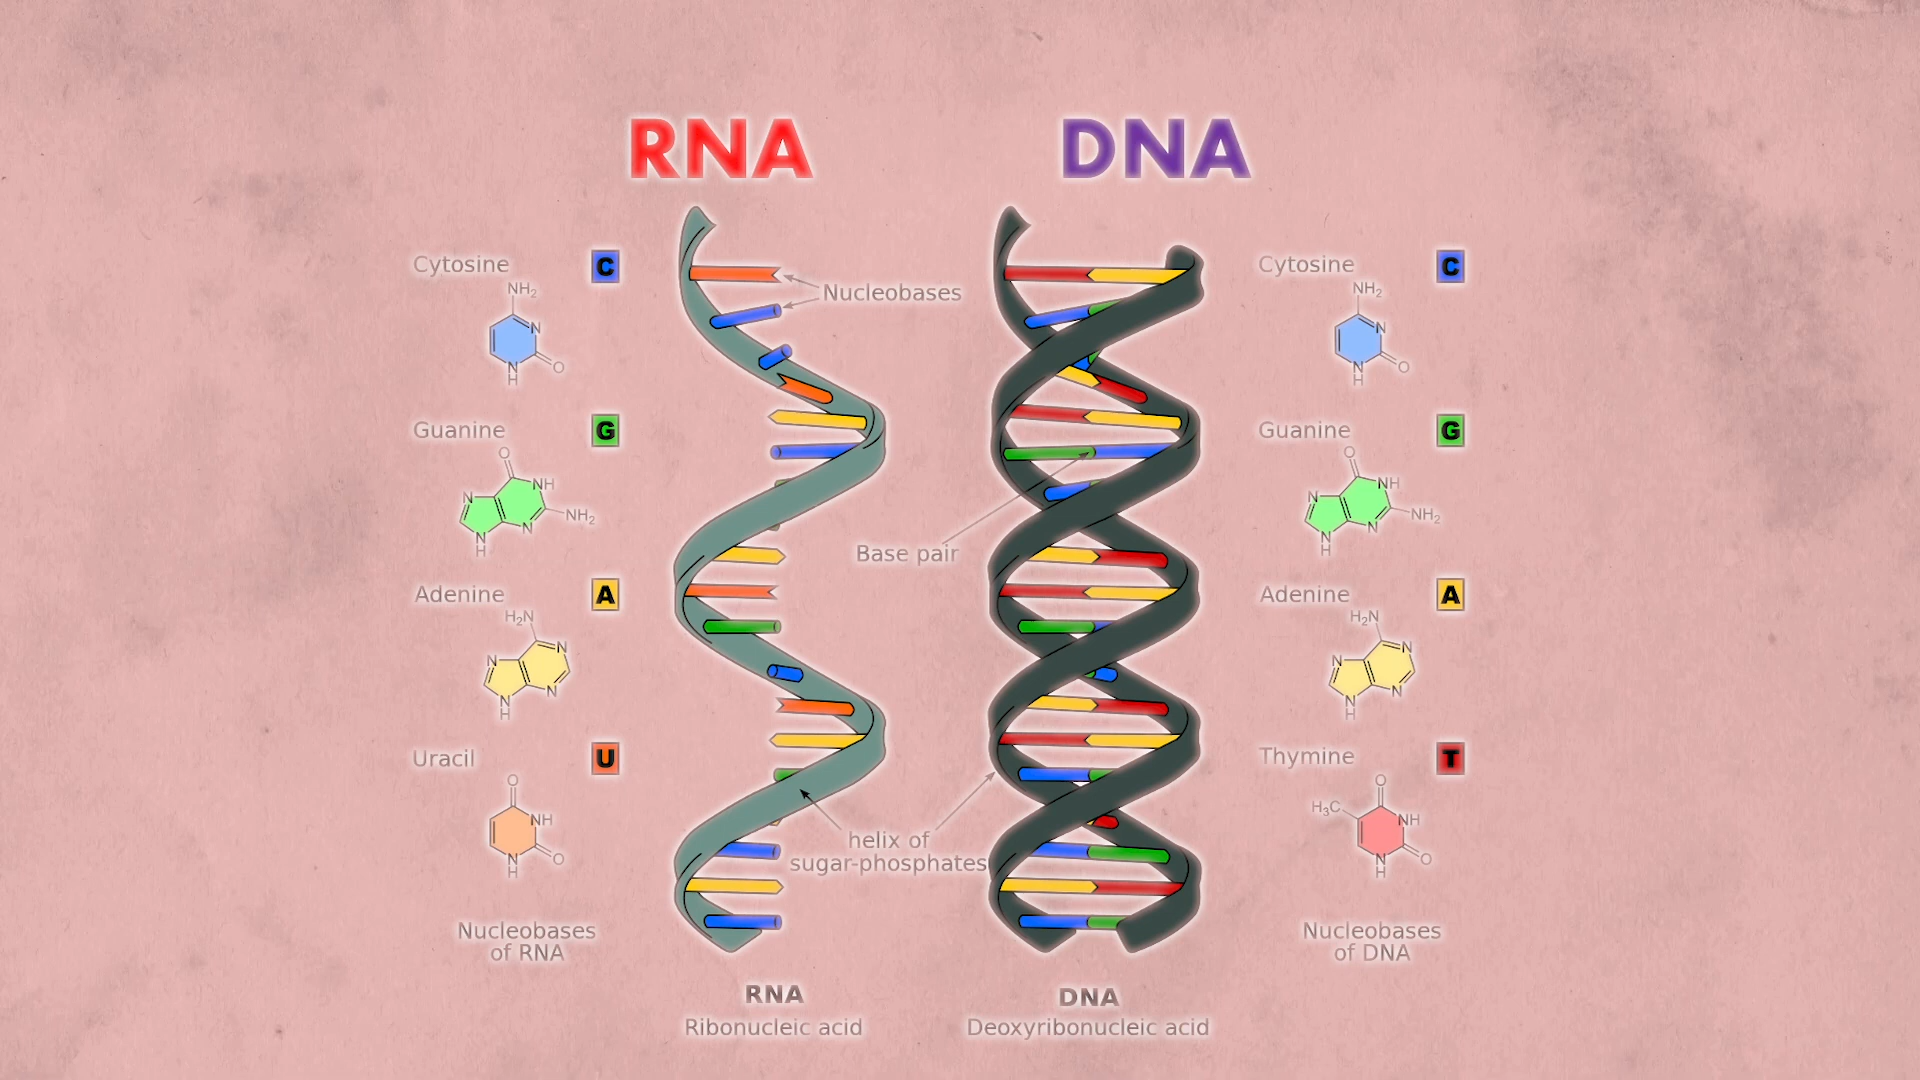 RNA
DNA
Cytosine
C
NH₂
N
O
N
H
Guanine
G
O
NH
N
NH₂
N
N
H
Adenine
A
H₂N
N
N
N
N
H
Uracil
U
O
NH
O
N
H
Nucleobases
of RNA
Nucleobases
Base pair
helix of
sugar-phosphates
Cytosine
C
NH₂
N
O
N
H
Guanine
G
O
NH
N
NH₂
N
N
H
Adenine
A
H₂N
N
N
N
N
H
Thymine
T
O
H₃C
NH
O
N
H
Nucleobases
of DNA
RNA
Ribonucleic acid
DNA
Deoxyribonucleic acid